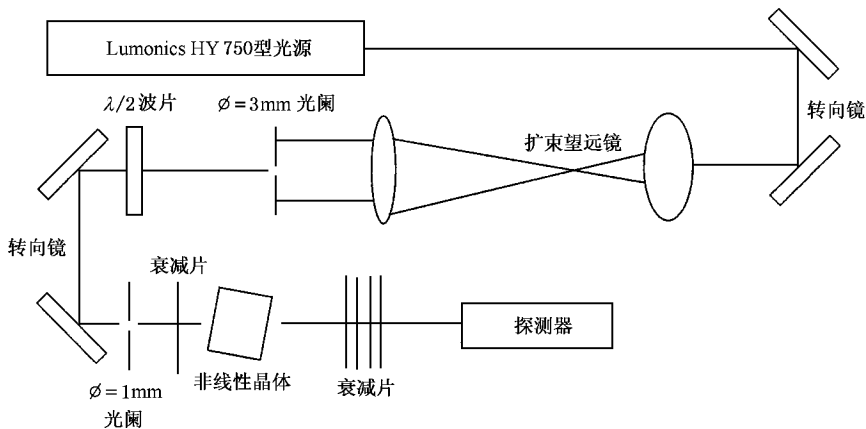 Lumonics HY 750型光源
λ/2 波片
∅=3mm 光阑
扩束望远镜
转向镜
转向镜
衰减片
探测器
非线性晶体
衰减片
∅=1mm
光阑